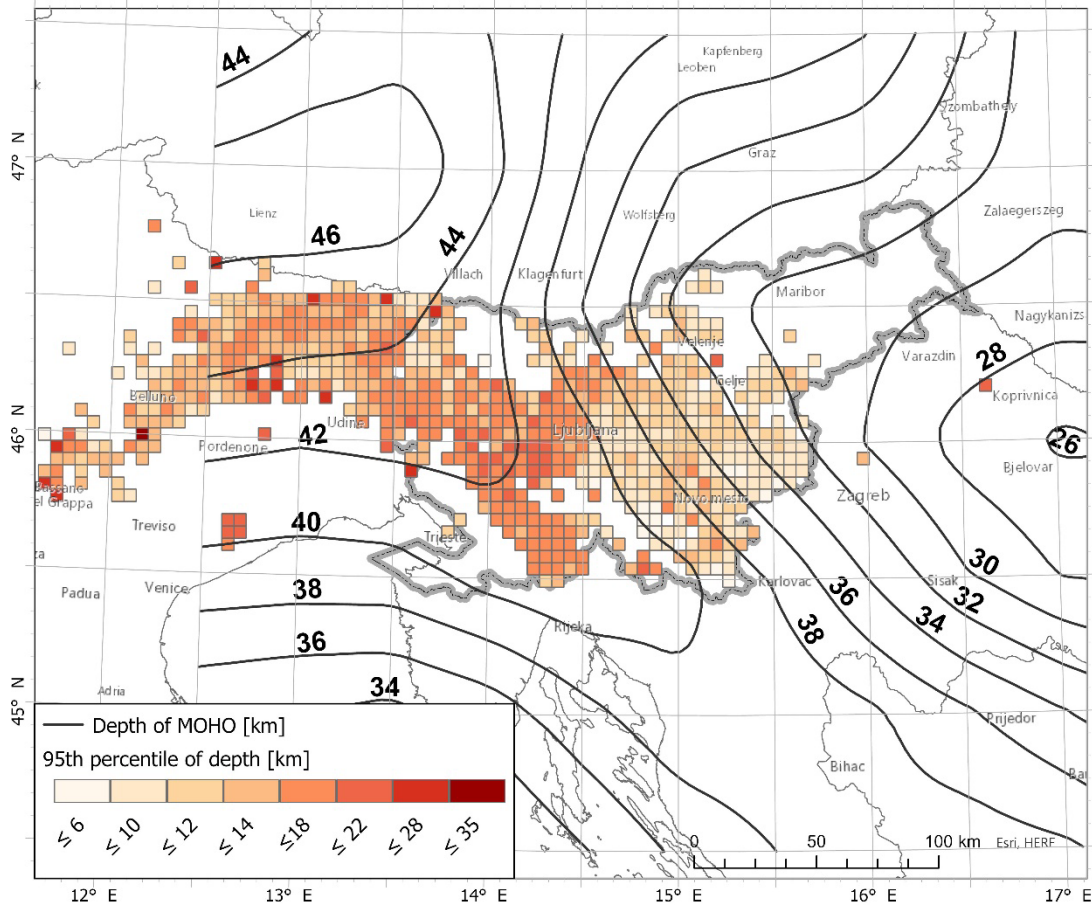 44
Kapfenberg
Leoben
k
Szombathely
47° N
Graz
Lienz
Wolfsberg
Zalaegerszeg
46
44
Villach
Klagenfurt
Maribor
Nagykanizs
Velenje
Varazdin
28
Celje
Koprivnica
Belluno
46° N
Udine
Ljubljana
Pordenone
42
26
Bjelovar
Bassano
el Grappa
Novo mesto
Zagreb
Treviso
40
Trieste
za
30
Padua
Venice
38
Karlovac
36
Sisak
32
34
38
Rijeka
36
45° N
Adria
34
Prijedor
Depth of MOHO [km]
95th percentile of depth [km]
Bihac
Ba
≤ 6
≤ 10
≤ 12
≤ 14
≤18
≤ 22
≤ 28
≤ 35
0
50
100 km
Esri, HERE
12° E
13° E
14° E
15° E
16° E
17° E